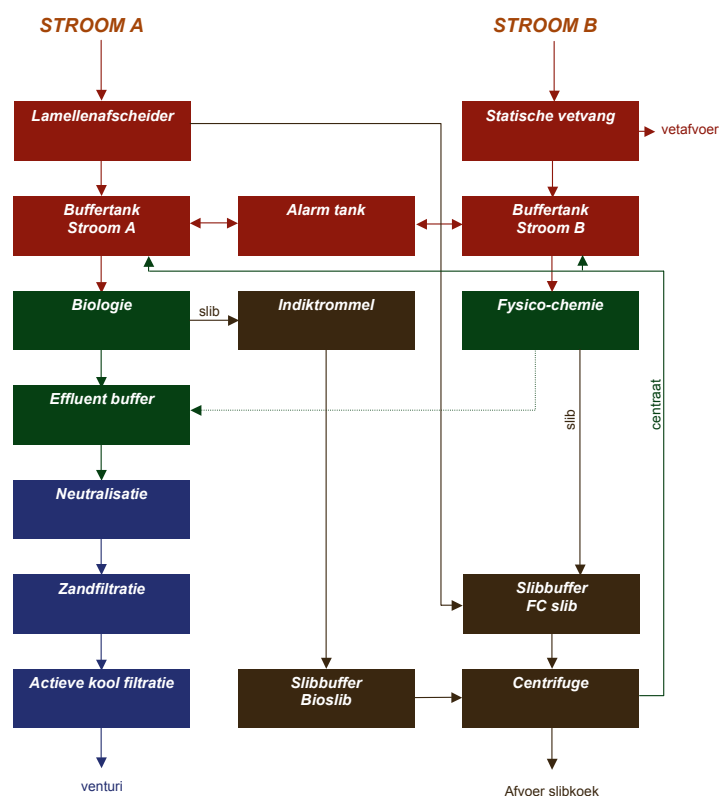 STROOM A
STROOM B
Lamellenafscheider
Statische vetvang
vetafvoer
Buffertank
Stroom A
Alarm tank
Buffertank
Stroom B
Biologie
slib
Indiktrommel
Fysico-chemie
Effluent buffer
slib
centraat
Neutralisatie
Zandfiltratie
Slibbuffer
FC slib
Actieve kool filtratie
Slibbuffer
Bioslib
Centrifuge
venturi
Afvoer slibkoek